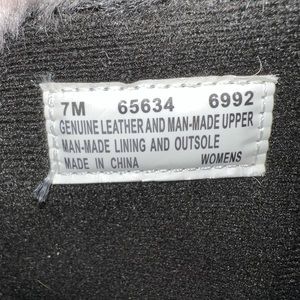 7M 65634 6992
GENUINE LEATHER AND MAN-MADE UPPER
MAN-MADE LINING AND OUTSOLE
MADE IN CHINA WOMENS